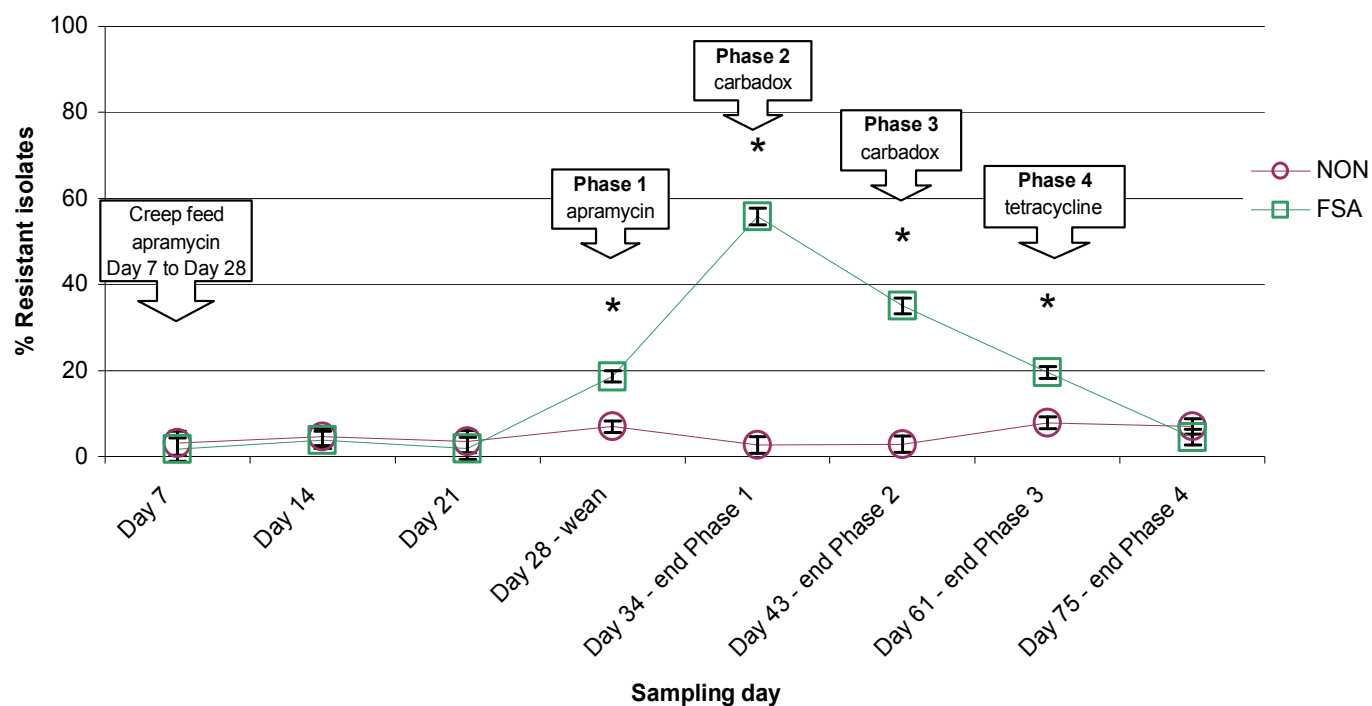 100
80
60
40
20
0
% Resistant isolates
Creep feed
apramycin
Day 7 to Day 28
Phase 1
apramycin
*
Phase 2
carbadox
*
Phase 3
carbadox
*
Phase 4
tetracycline
*
NON
FSA
Day 7
Day 14
Day 21
Day 28 - wean
Day 34 - end Phase 1
Day 43 - end Phase 2
Day 61 - end Phase 3
Day 75 - end Phase 4
Sampling day